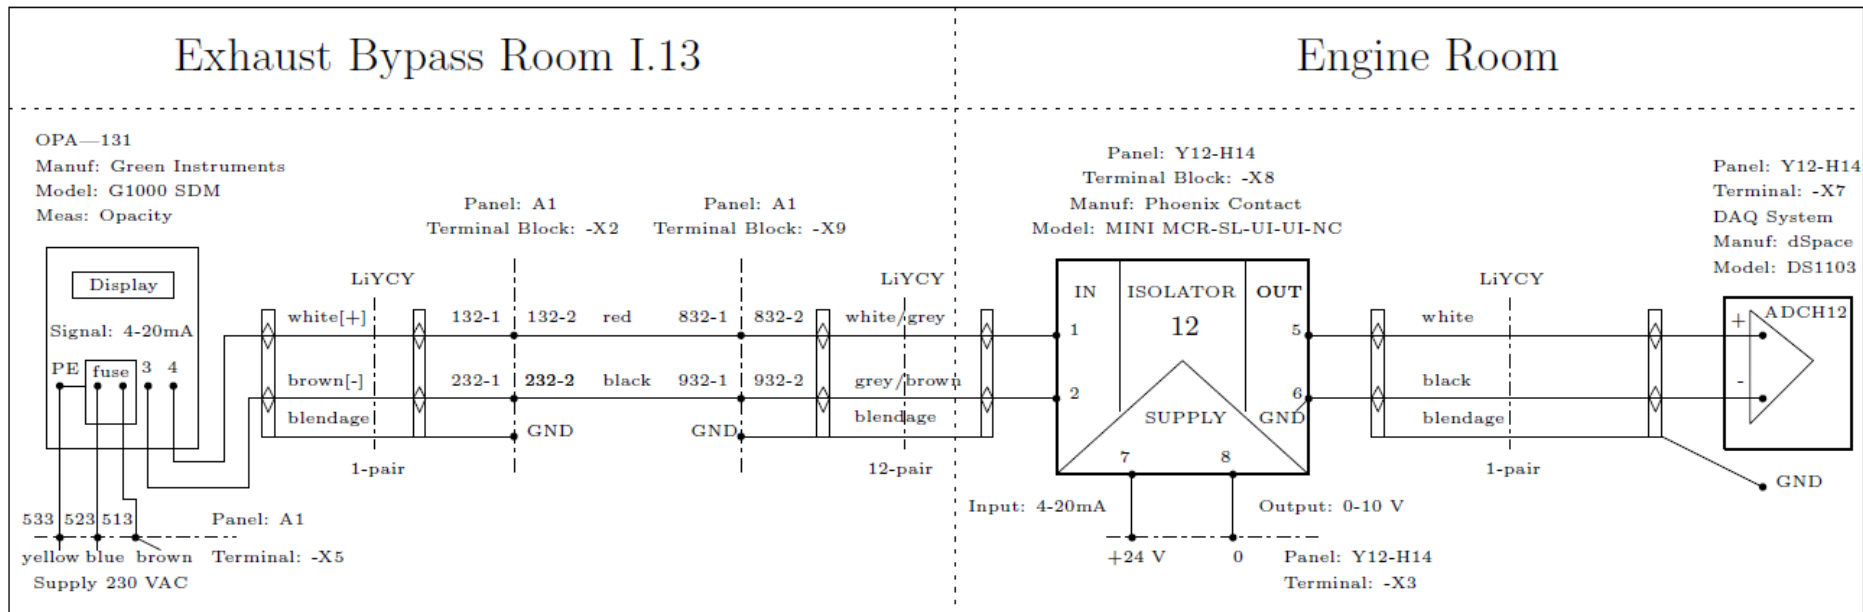 Exhaust Bypass Room I.13
Engine Room
OPA—131
Manuf: Green Instruments
Model: G1000 SDM
Meas: Opacity
Panel: A1
Terminal Block: -X2
Panel: A1
Terminal Block: -X9
Panel: Y12-H14
Terminal Block: -X8
Manuf: Phoenix Contact
Model: MINI MCR-SL-UI-UI-NC
Panel: Y12-H14
Terminal: -X7
DAQ System
Manuf: dSpace
Model: DS1103
Display
Signal: 4-20mA
PE fuse 3 4
LiYCY
white[+]
brown[-]
blendage
1-pair
132-1 132-2 red 832-1 832-2
232-1 232-2 black 932-1 932-2
GND GND
LiYCY
white/grey
grey/brown
blendage
12-pair
IN ISOLATOR OUT
12
1 5
2 6
SUPPLY GND
7 8
LiYCY
white
black
blendage
1-pair
+ ADCH12
-
GND
533 523 513 Panel: A1
yellow blue brown Terminal: -X5
Supply 230 VAC
Input: 4-20mA Output: 0-10 V
+24 V 0 Panel: Y12-H14
Terminal: -X3